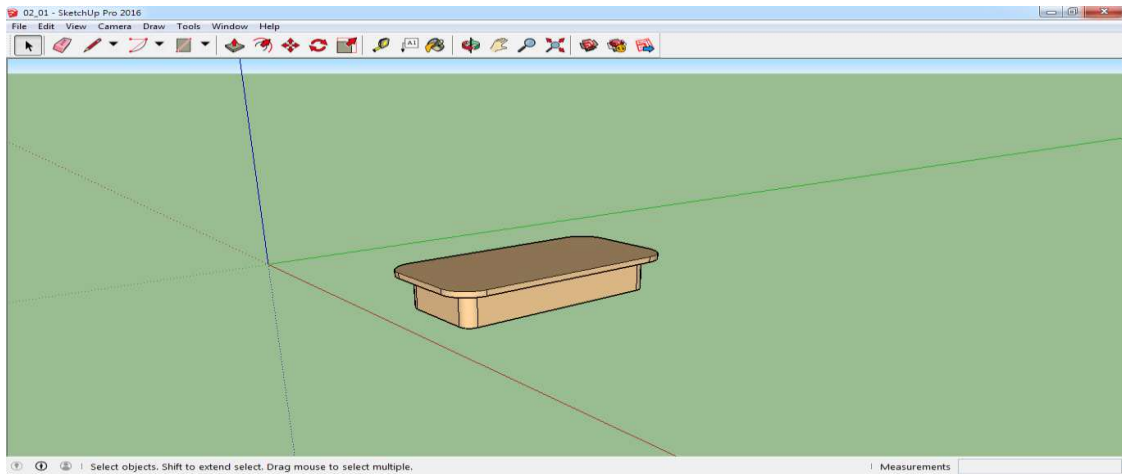 02_01 - SketchUp Pro 2016
File Edit View Camera Draw Tools Window Help
A1
Select objects. Shift to extend select. Drag mouse to select multiple.
Measurements